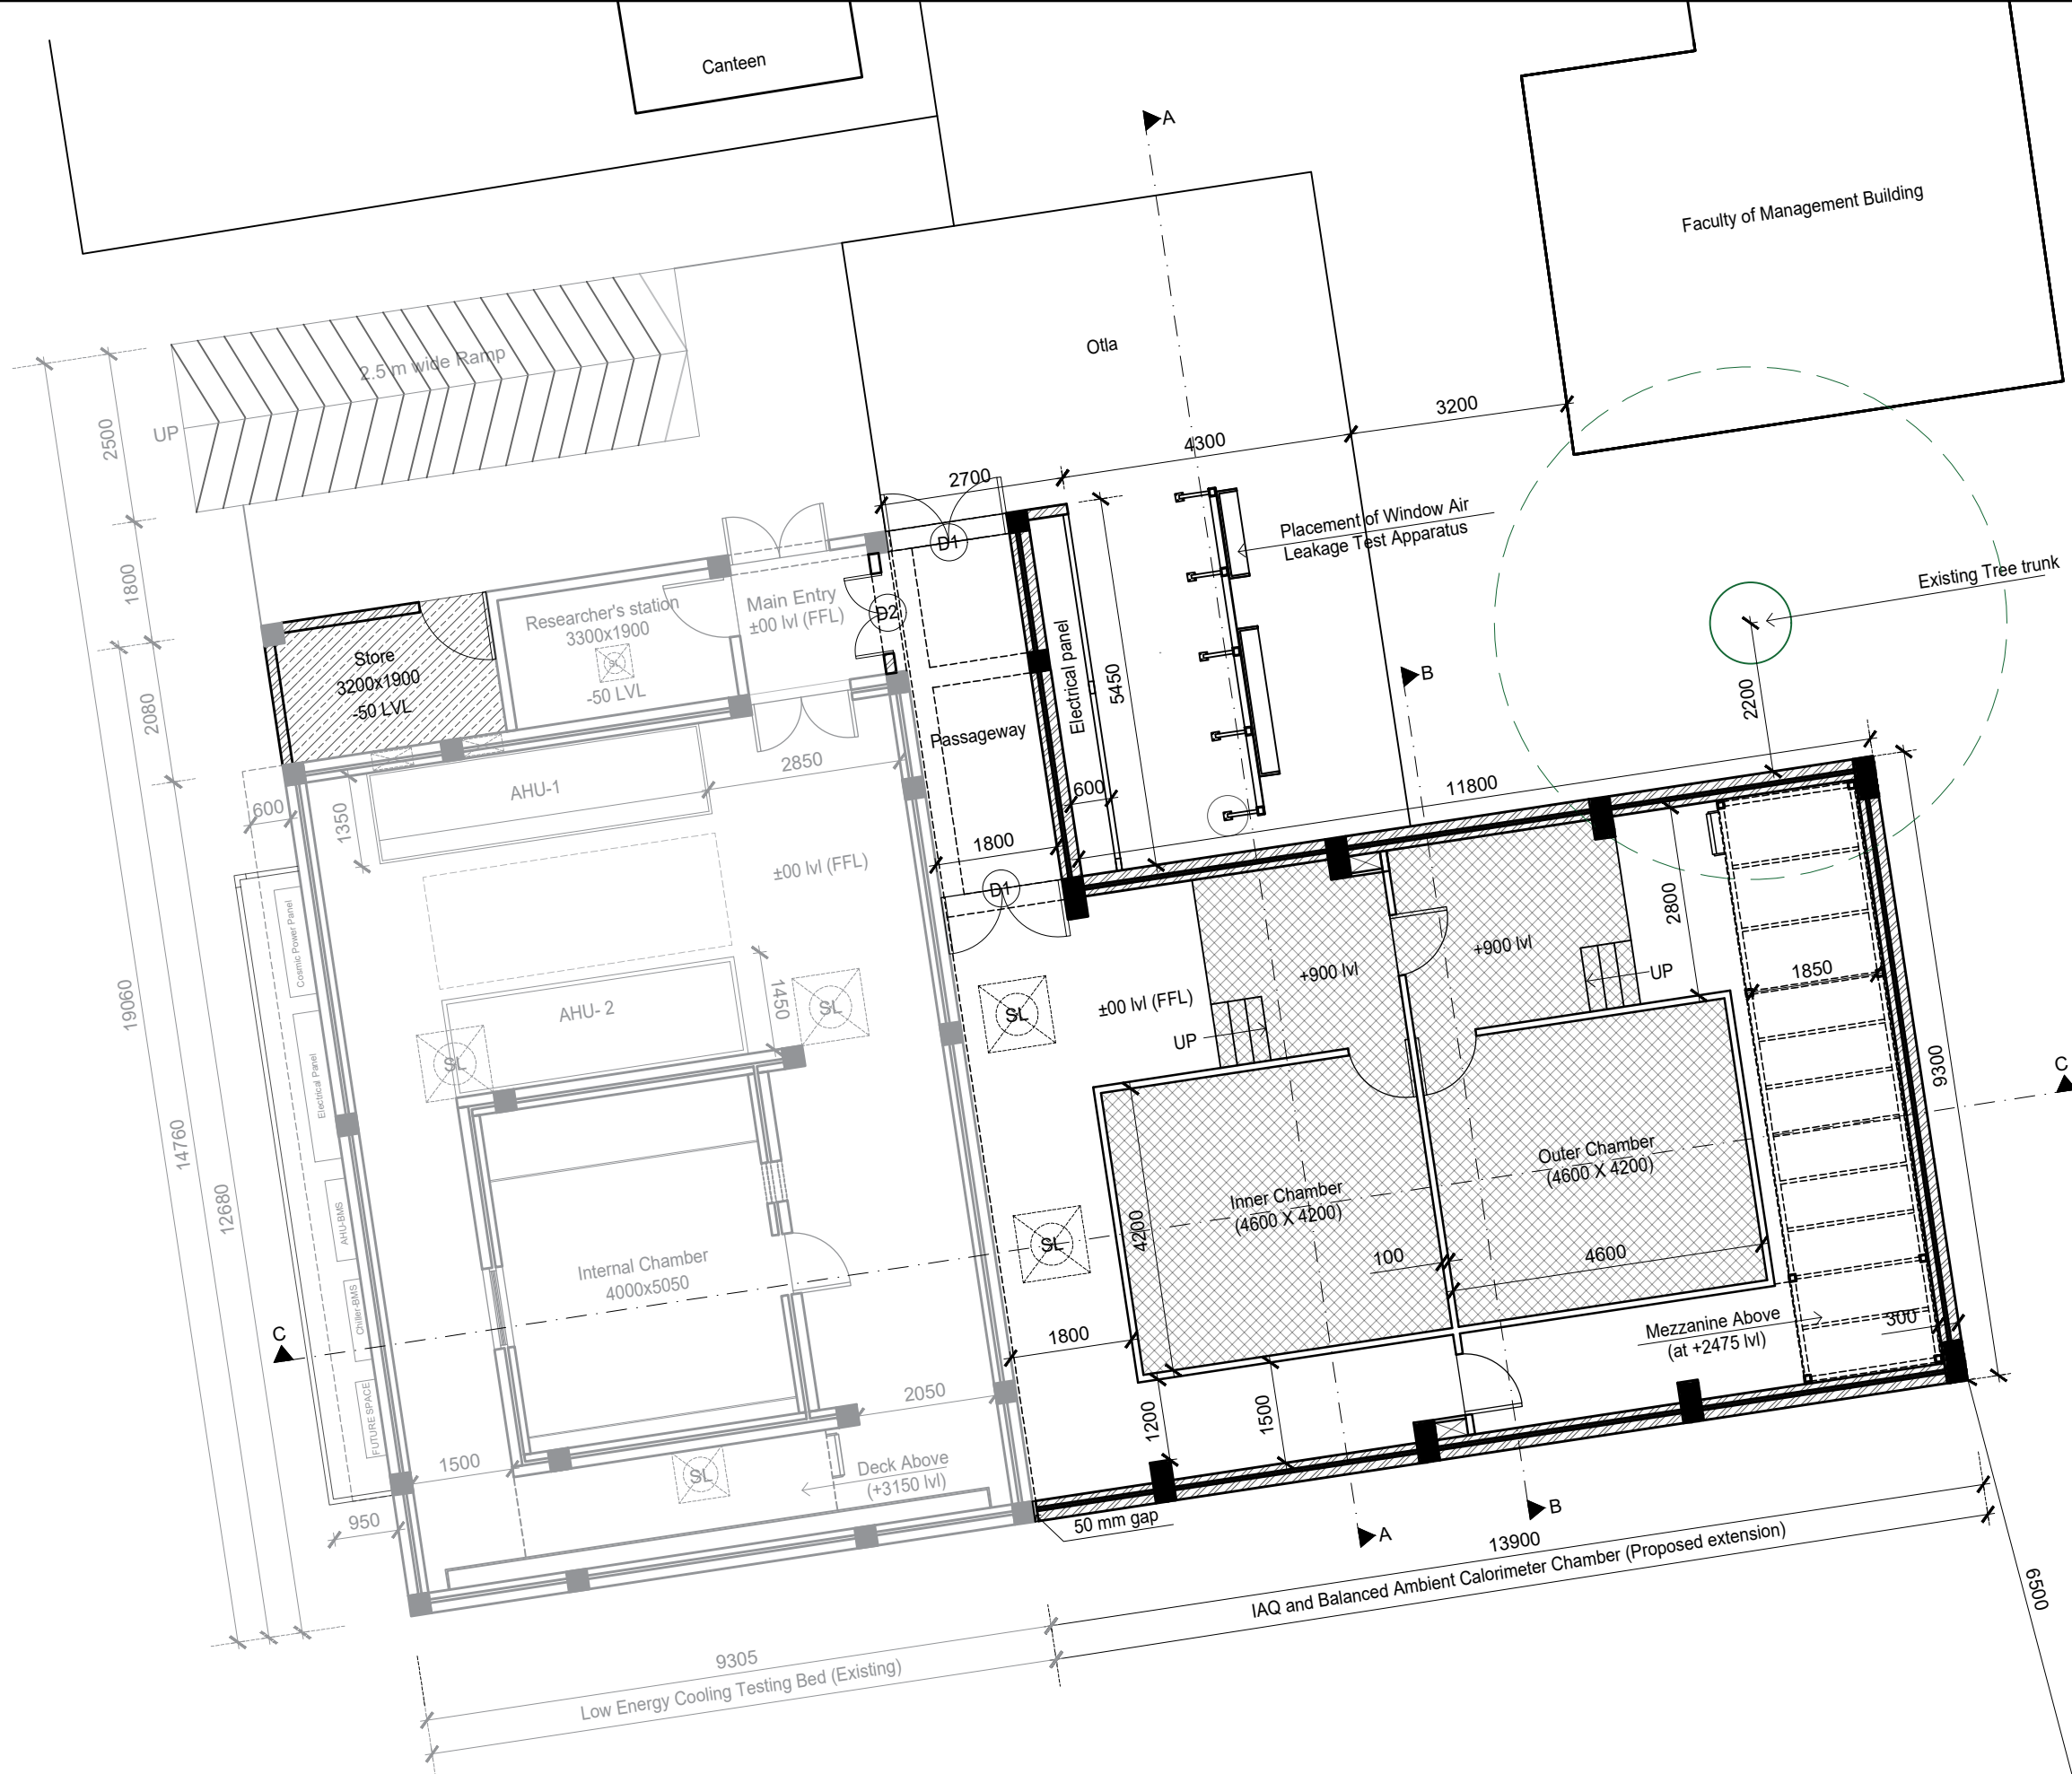 Canteen
A
Faculty of Management Building
Otla
2.5 m wide Ramp
UP
2500
3200
4300
2700
Placement of Window Air
Leakage Test Apparatus
Existing Tree trunk
D1
1800
Researcher's station
3300x1900
SL
-50 LVL
Main Entry
±00 lvl (FFL)
D2
Store
3200x1900
-50 LVL
Electrical panel
5450
B
2200
2080
Passageway
AHU-1
2850
600
11800
600
1350
1800
±00 lvl (FFL)
D1
2800
Cosmic Power Panel
+900 lvl
+900 lvl
UP
1850
19060
AHU- 2
1450
SL
SL
SL
±00 lvl (FFL)
UP
9300
C
Electrical Panel
14760
12680
AHU-BMS
Outer Chamber
(4600 X 4200)
Inner Chamber
(4600 X 4200)
4200
SL
100
4600
Internal Chamber
4000x5050
Chiller-BMS
C
1800
Mezzanine Above
(at +2475 lvl)
300
FUTURE SPACE
2050
1200
1500
1500
SL
Deck Above
(+3150 lvl)
950
50 mm gap
A
B
13900
IAQ and Balanced Ambient Calorimeter Chamber (Proposed extension)
6500
9305
Low Energy Cooling Testing Bed (Existing)